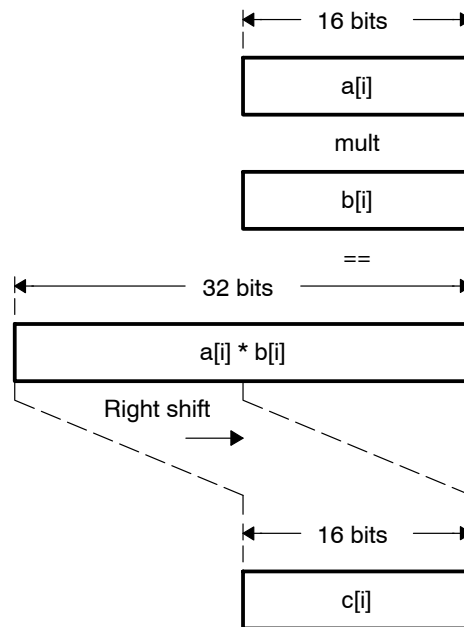 16 bits
a[i]
mult
b[i]
==
32 bits
a[i] * b[i]
Right shift
16 bits
c[i]